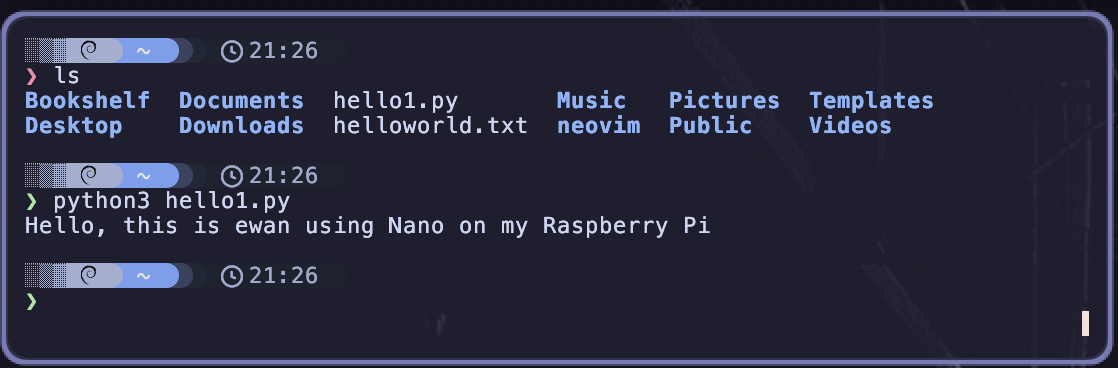 ~ 21:26
❯ ls
Bookshelf Documents hello1.py Music Pictures Templates
Desktop Downloads helloworld.txt neovim Public Videos
~ 21:26
❯ python3 hello1.py
Hello, this is ewan using Nano on my Raspberry Pi
~ 21:26
❯